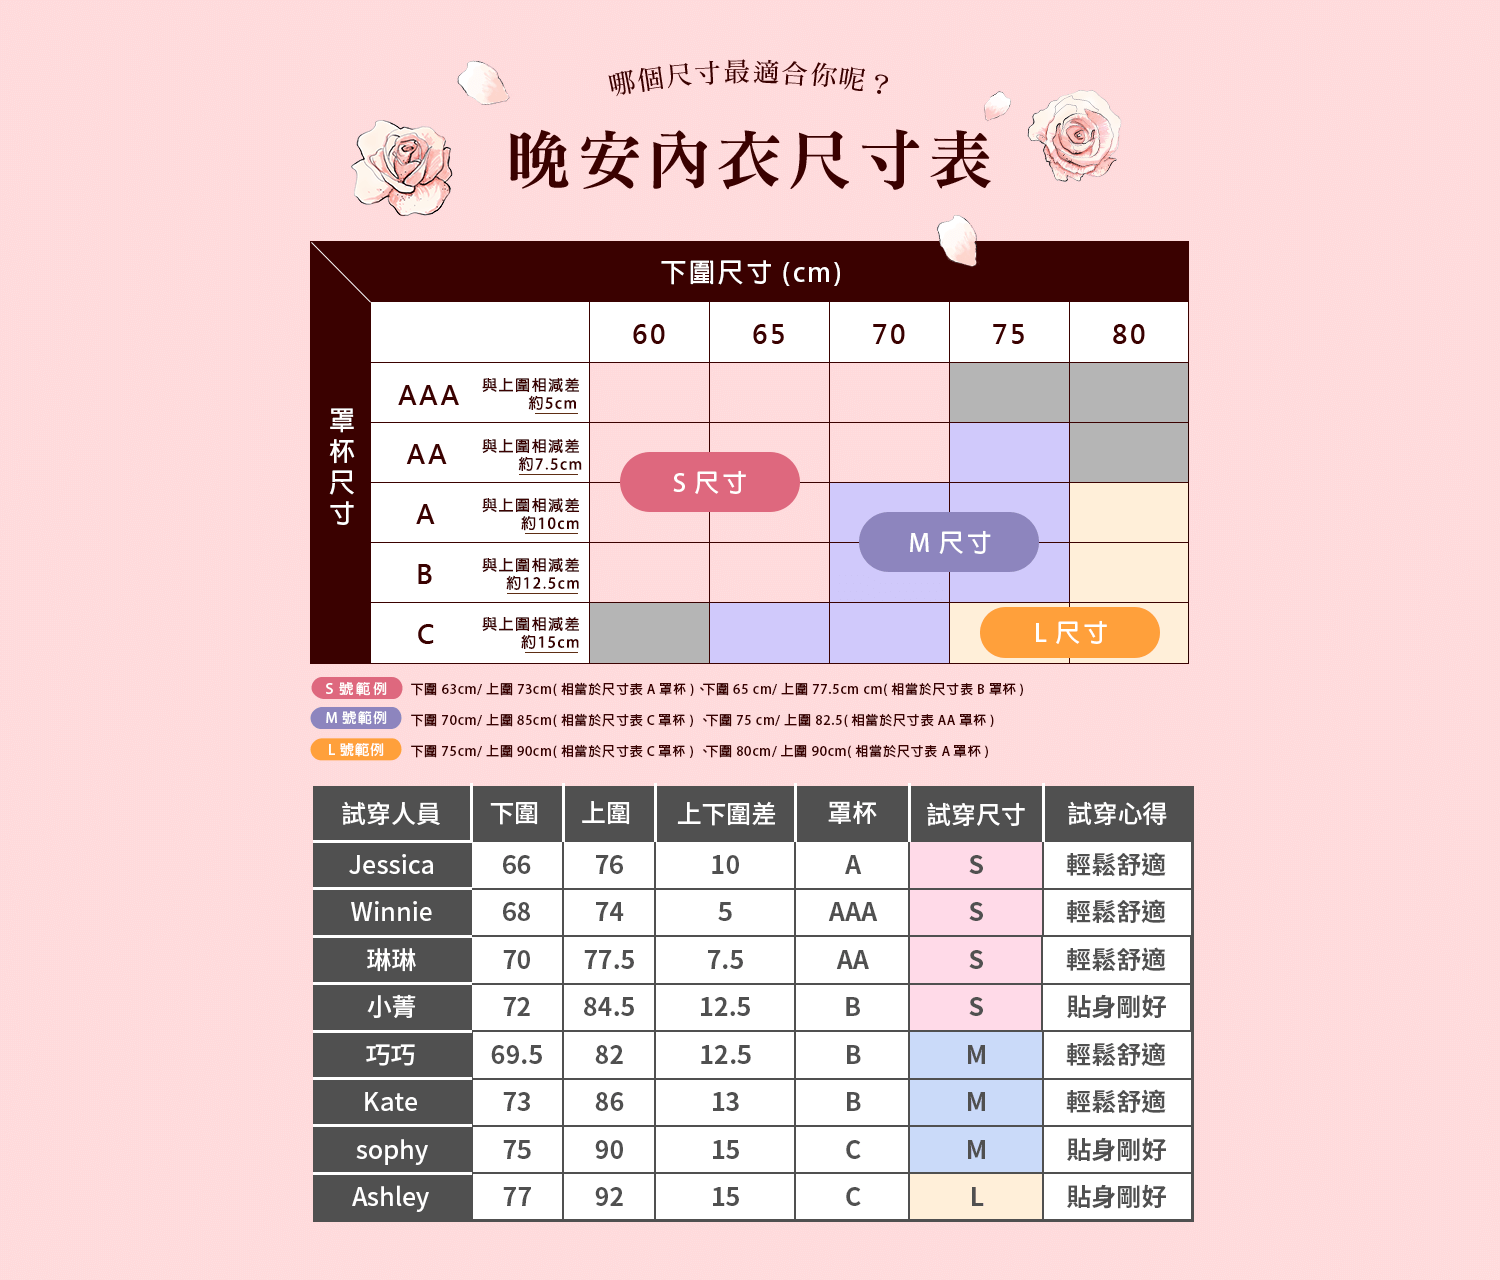 哪個尺寸最適合你呢？
晚安內衣尺寸表
下圍尺寸 (cm)
罩杯尺寸
60 65 70 75 80
AAA 與上圍相減差
約5cm
AA 與上圍相減差
約7.5cm
S 尺寸
A 與上圍相減差
約10cm
M 尺寸
B 與上圍相減差
約12.5cm
C 與上圍相減差
約15cm
L 尺寸
S 號範例 下圍 63cm/ 上圍 73cm( 相當於尺寸表 A 罩杯 ) 、下圍 65 cm/ 上圍 77.5cm cm( 相當於尺寸表 B 罩杯 )
M 號範例 下圍 70cm/ 上圍 85cm( 相當於尺寸表 C 罩杯 ) 、下圍 75 cm/ 上圍 82.5( 相當於尺寸表 AA 罩杯 )
L 號範例 下圍 75cm/ 上圍 90cm( 相當於尺寸表 C 罩杯 ) 、下圍 80cm/ 上圍 90cm( 相當於尺寸表 A 罩杯 )
試穿人員 下圍 上圍 上下圍差 罩杯 試穿尺寸 試穿心得
Jessica 66 76 10 A S 輕鬆舒適
Winnie 68 74 5 AAA S 輕鬆舒適
琳琳 70 77.5 7.5 AA S 輕鬆舒適
小菁 72 84.5 12.5 B S 貼身剛好
巧巧 69.5 82 12.5 B M 輕鬆舒適
Kate 73 86 13 B M 輕鬆舒適
sophy 75 90 15 C M 貼身剛好
Ashley 77 92 15 C L 貼身剛好